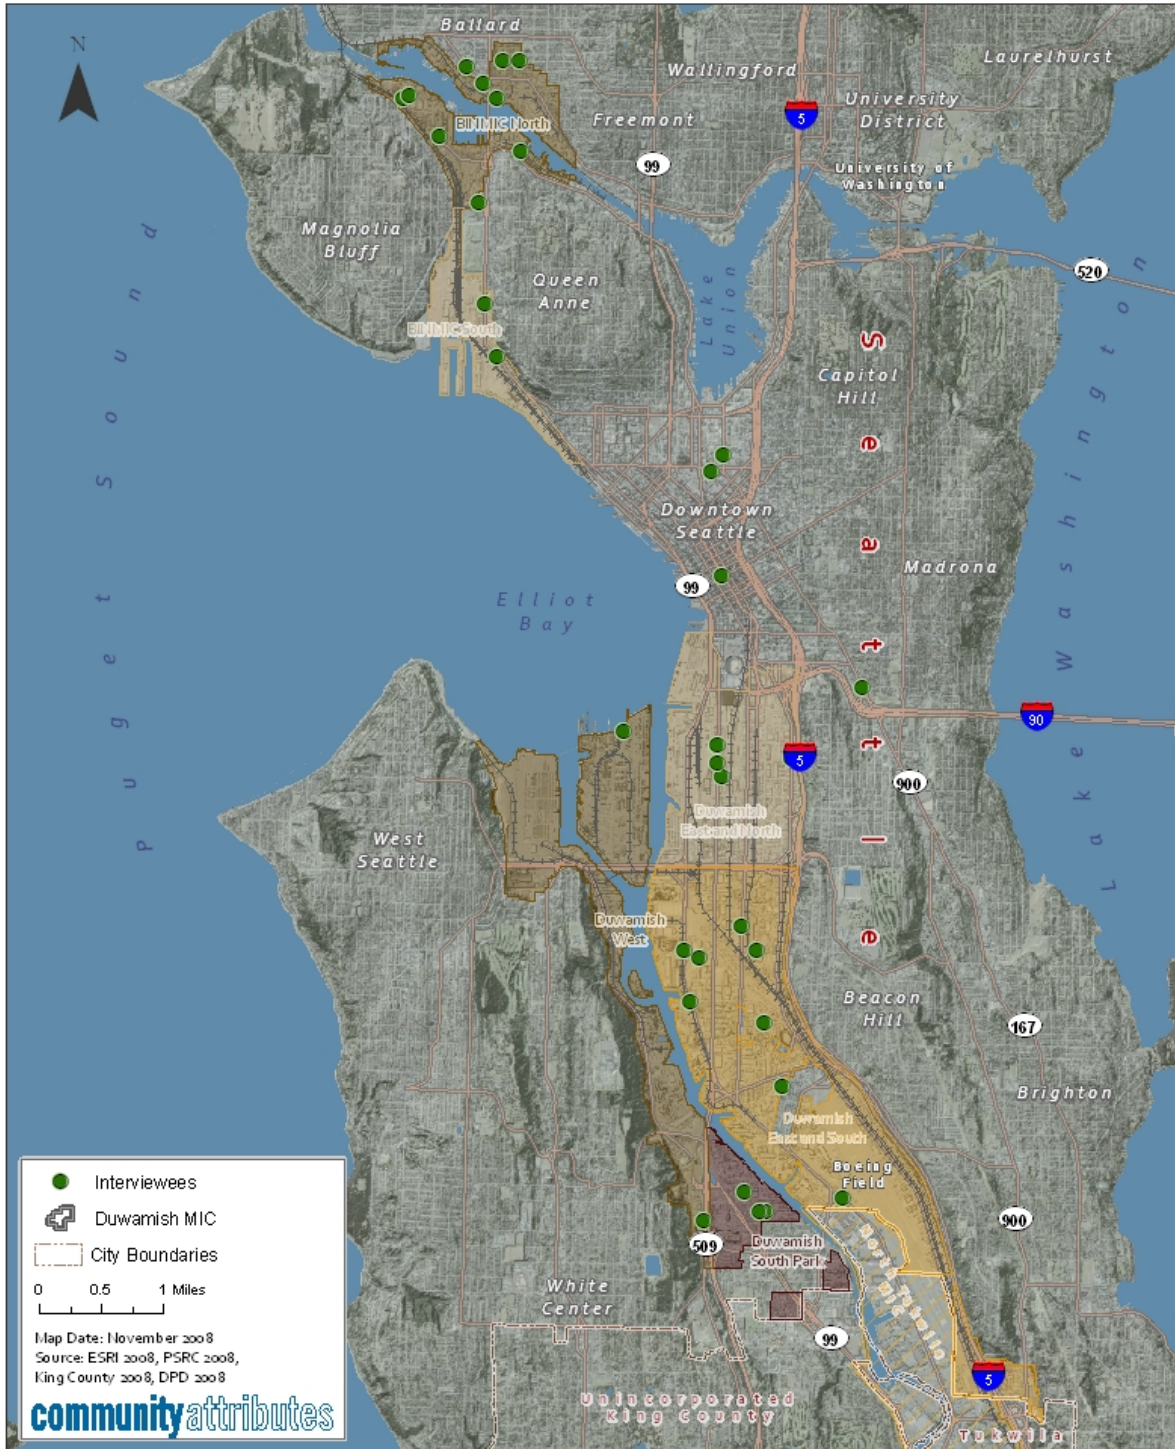 Ballard
Laurelhurst
N
Wallingford
University
District
5
BINMIC North
Freemont
99
University of
Washington
Magnolia
Bluff
Queen
Anne
Lake
Union
520
BINMIC South
Capitol
Hill
Seattle
Puget Sound
Lake Washington
Downtown
Seattle
Madrona
99
Elliot
Bay
90
5
900
Duwamish
East and North
West
Seattle
Duwamish
West
Beacon
Hill
167
Brighton
Duwamish
East and South
Boeing
Field
900
509
Duwamish
South Park
North Tukwila
MIC
White
Center
99
5
Unincorporated
King County
Tukwila
Interviewees
Duwamish MIC
City Boundaries
0 0.5 1 Miles
Map Date: November 2008
Source: ESRI 2008, PSRC 2008,
King County 2008, DPD 2008
communityattributes